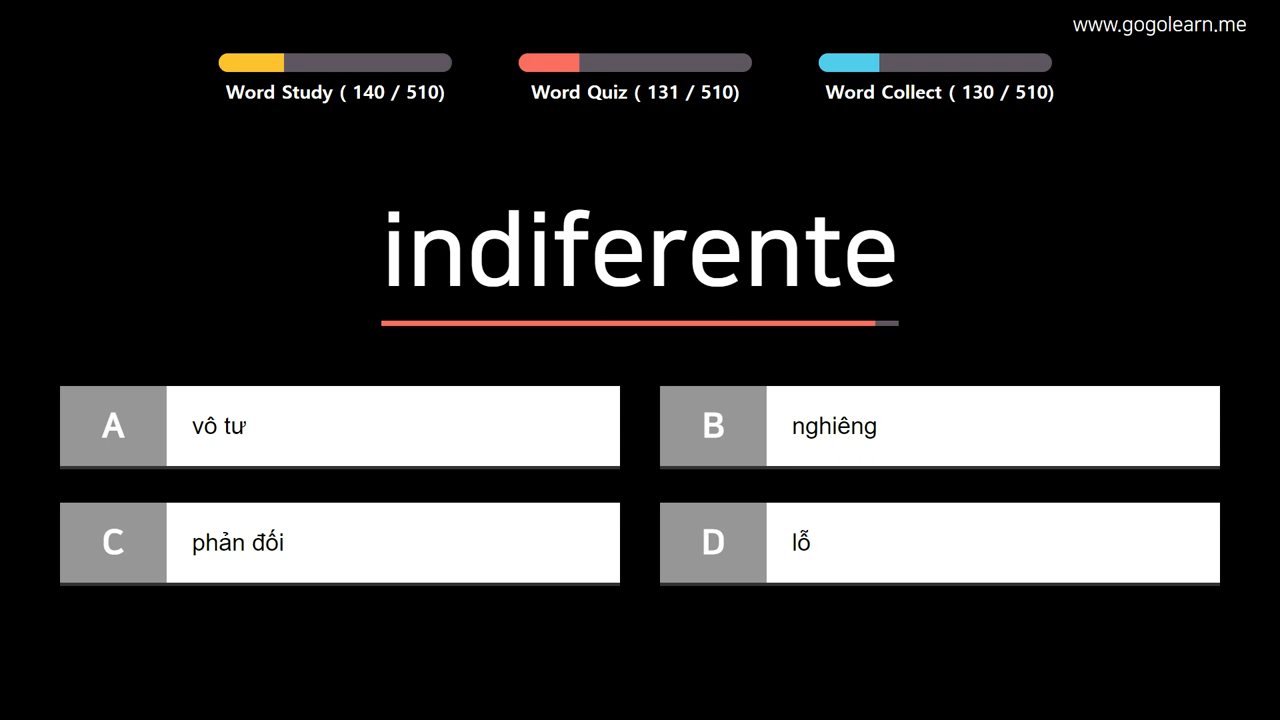 www.gogolearn.me
Word Study ( 140 / 510)
Word Quiz ( 131 / 510)
Word Collect ( 130 / 510)
indiferente
A vô tư
B nghiêng
C phản đối
D lỗ